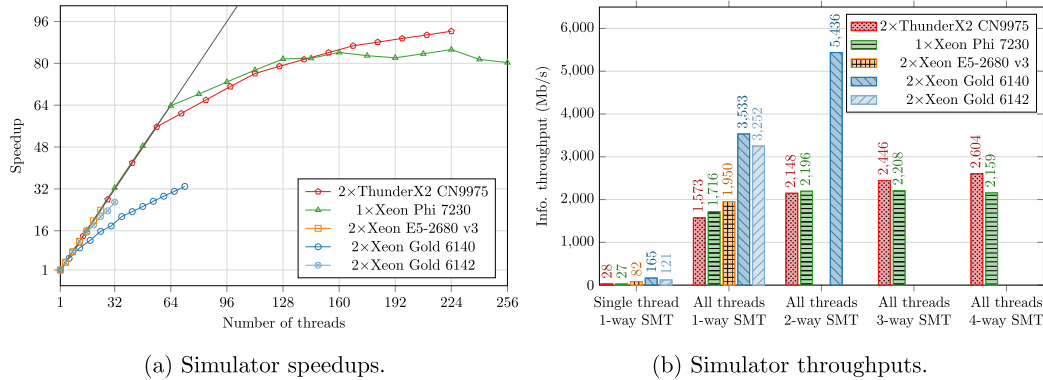 96
80
64
48
32
16
1
Speedup
2×ThunderX2 CN9975
1×Xeon Phi 7230
2×Xeon E5-2680 v3
2×Xeon Gold 6140
2×Xeon Gold 6142
1 32 64 96 128 160 192 224 256
Number of threads
(a) Simulator speedups.
6,000
5,000
4,000
3,000
2,000
1,000
0
Info. throughput (Mb/s)
2×ThunderX2 CN9975
1×Xeon Phi 7230
2×Xeon E5-2680 v3
2×Xeon Gold 6140
2×Xeon Gold 6142
28 27 82 165 121
1,573 1,716 1,950 3,533 3,252
2,148 2,196 5,436
2,446 2,208
2,604 2,159
Single thread All threads All threads All threads All threads
1-way SMT 1-way SMT 2-way SMT 3-way SMT 4-way SMT
(b) Simulator throughputs.